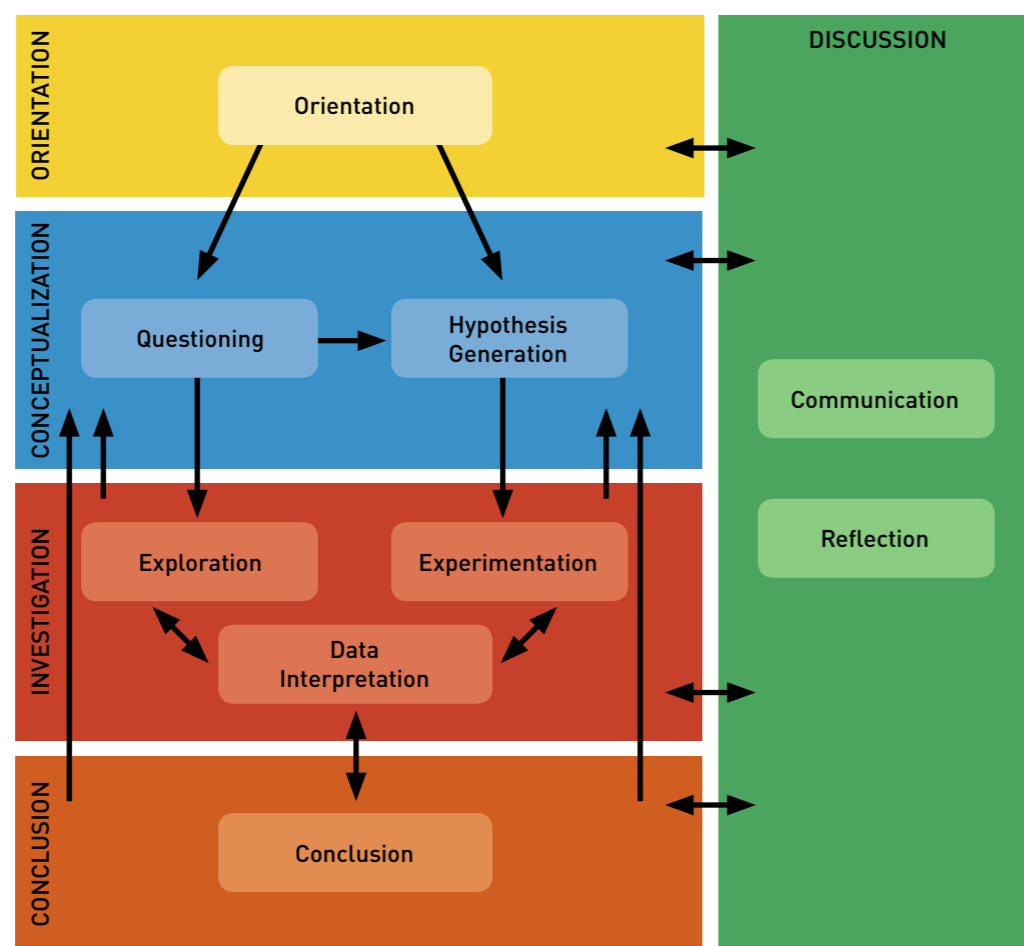 ORIENTATION
Orientation
CONCEPTUALIZATION
Questioning
Hypothesis
Generation
INVESTIGATION
Exploration
Experimentation
Data
Interpretation
CONCLUSION
Conclusion
DISCUSSION
Communication
Reflection